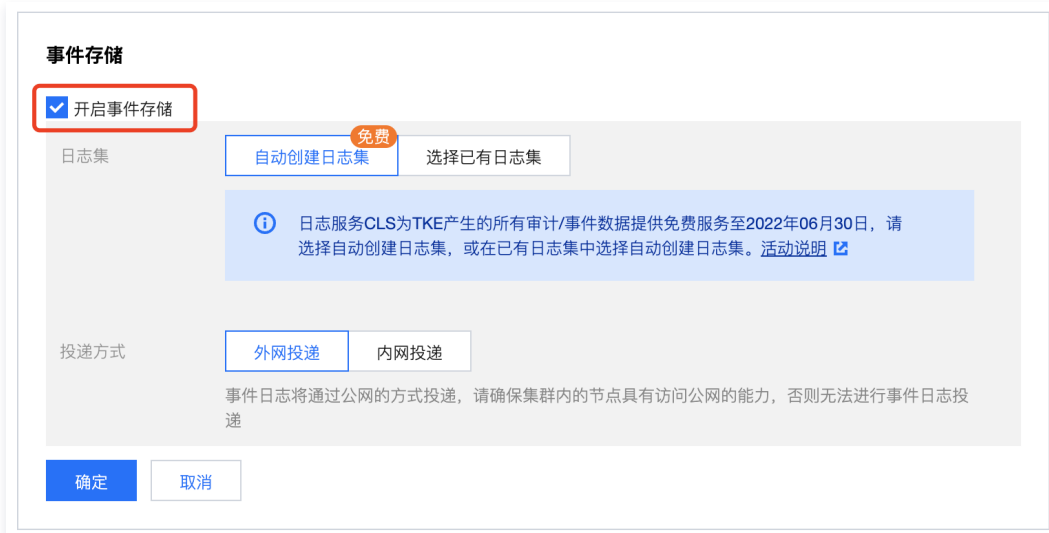 事件存储
开启事件存储
免费
日志集
自动创建日志集
选择已有日志集
日志服务CLS为TKE产生的所有审计/事件数据提供免费服务至2022年06月30日，请
选择自动创建日志集，或在已有日志集中选择自动创建日志集。活动说明
投递方式
外网投递
内网投递
事件日志将通过公网的方式投递，请确保集群内的节点具有访问公网的能力，否则无法进行事件日志投
递
确定
取消